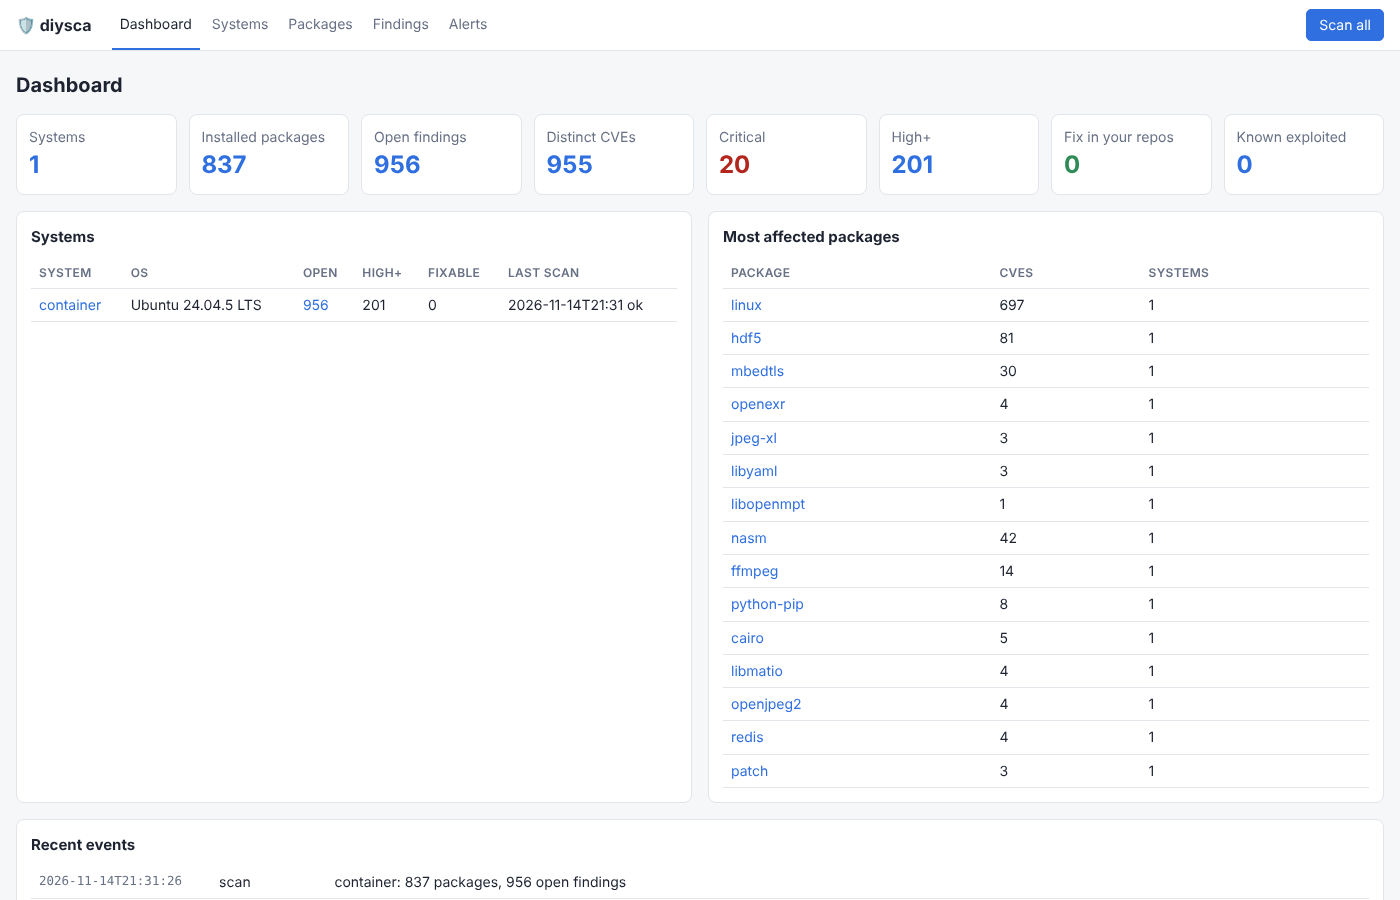 diysca Dashboard Systems Packages Findings Alerts Scan all
Dashboard
Systems Installed packages Open findings Distinct CVEs Critical High+ Fix in your repos Known exploited
1 837 956 955 20 201 0 0
Systems
SYSTEM OS OPEN HIGH+ FIXABLE LAST SCAN
container Ubuntu 24.04.5 LTS 956 201 0 2026-11-14T21:31 ok
Most affected packages
PACKAGE CVES SYSTEMS
linux 697 1
hdf5 81 1
mbedtls 30 1
openexr 4 1
jpeg-xl 3 1
libyaml 3 1
libopenmpt 1 1
nasm 42 1
ffmpeg 14 1
python-pip 8 1
cairo 5 1
libmatio 4 1
openjpeg2 4 1
redis 4 1
patch 3 1
Recent events
2026-11-14T21:31:26 scan container: 837 packages, 956 open findings